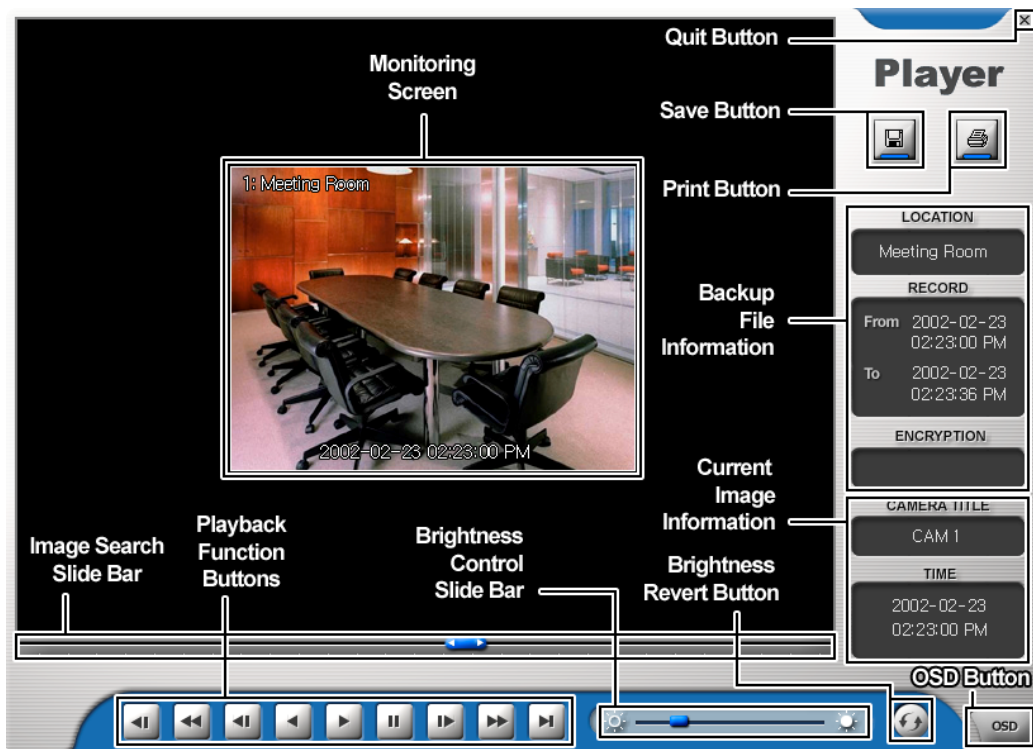 Quit Button
Player
Monitoring
Screen
Save Button
Print Button
1: Meeting Room
LOCATION
Meeting Room
RECORD
From 2002-02-23
02:23:00 PM
To 2002-02-23
02:23:36 PM
Backup
File
Information
ENCRYPTION
2002-02-23 02:23:00 PM
Current
Image
Information
CAMERA TITLE
CAM 1
TIME
2002-02-23
02:23:00 PM
Image Search
Slide Bar
Playback
Function
Buttons
Brightness
Control
Slide Bar
Brightness
Revert Button
OSD Button
OSD